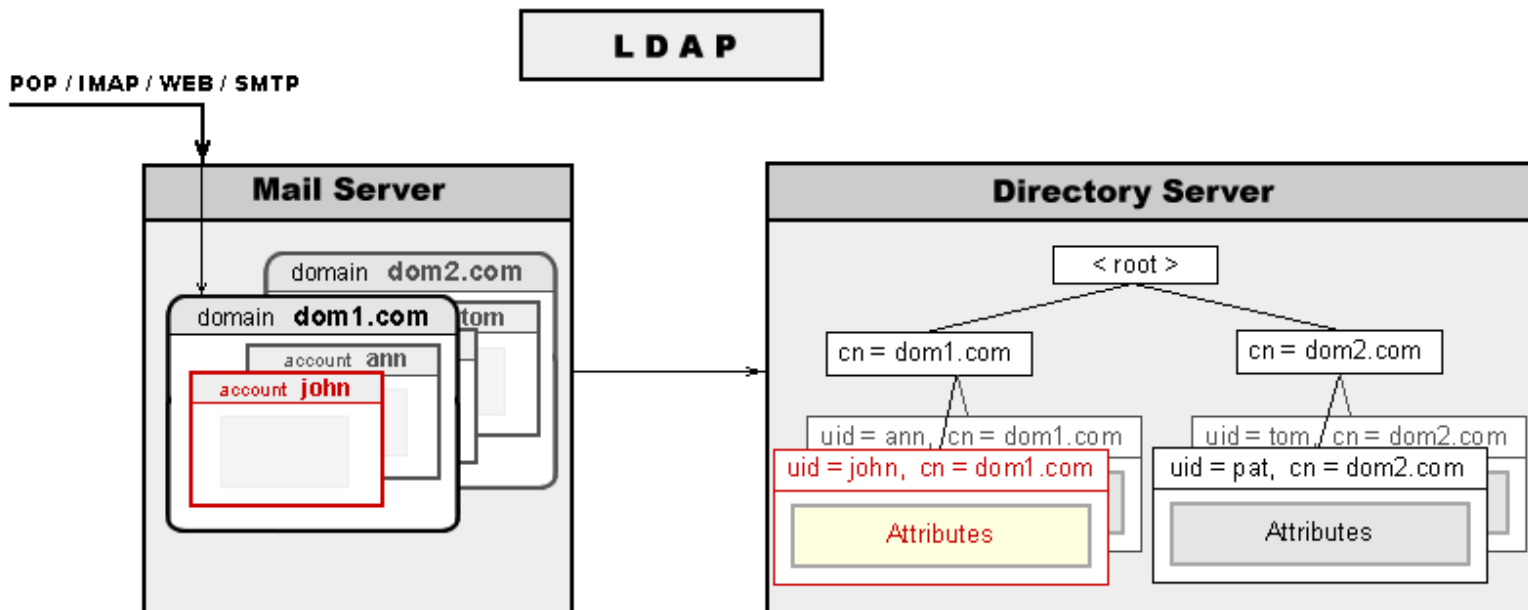 L D A P
POP / IMAP / WEB / SMTP
Mail Server
domain dom2.com
tom
domain dom1.com
account ann
account john
Directory Server
< root >
cn = dom1.com
cn = dom2.com
uid = ann, cn = dom1.com
uid = tom, cn = dom2.com
uid = john, cn = dom1.com
uid = pat, cn = dom2.com
Attributes
Attributes